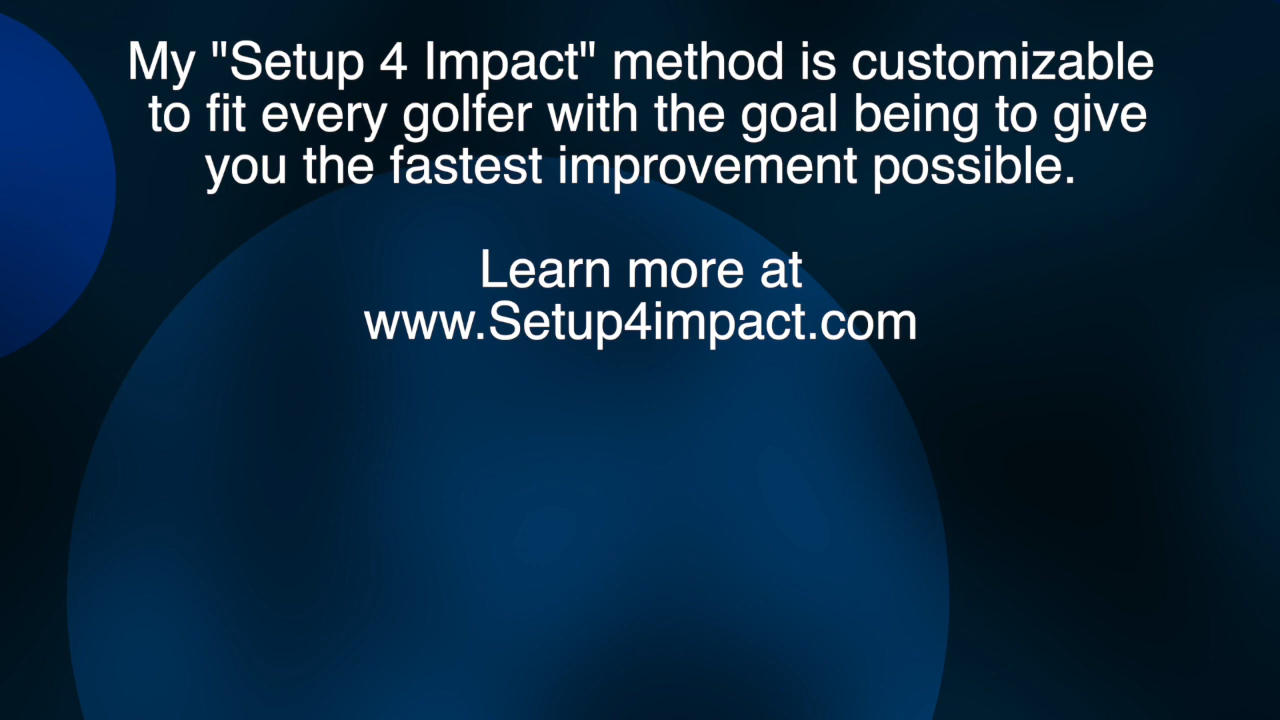 My "Setup 4 Impact" method is customizable
to fit every golfer with the goal being to give
you the fastest improvement possible.
Learn more at
www.Setup4impact.com